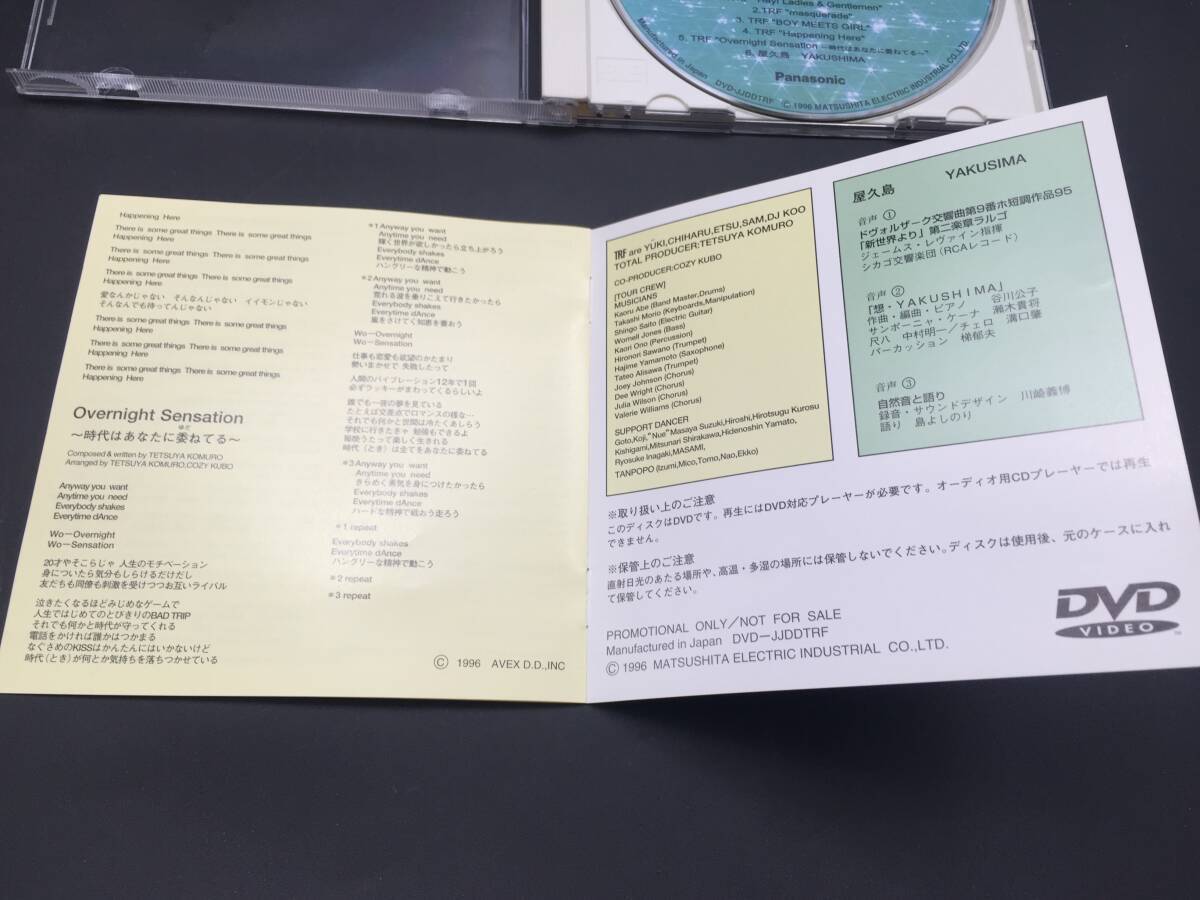 "Hay! Ladies & Gentlemen"
2.TRF "masquerade"
3. TRF "BOY MEETS GIRL"
4. TRF "Happening Here"
5. TRF "Overnight Sensation ～時代はあなたに委ねてる～"
6. 屋久島 YAKUSHIMA
Panasonic
Manufactured in Japan DVD-JJDDTRF © 1996 MATSUSHITA ELECTRIC INDUSTRIAL CO.,LTD.
Happening Here
There is some great things There is some great things
Happening Here
There is some great things There is some great things
Happening Here
There is some great things There is some great things
Happening Here
愛なんかじゃない そんなんじゃない イイモンじゃない
そんなんでも待ってんじゃない
There is some great things There is some great things
Happening Here
There is some great things There is some great things
Happening Here
There is some great things There is some great things
Happening Here
Overnight Sensation
ゆだ
～時代はあなたに委ねてる～
Composed & written by TETSUYA KOMURO
Arranged by TETSUYA KOMURO,COZY KUBO
Anyway you want
Anytime you need
Everybody shakes
Everytime dAnce
Wo－Overnight
Wo－Sensation
20才やそこらじゃ 人生のモチベーション
身についたら気分もしらけるだけだし
友だちも同僚も刺激を受けつつお互いライバル
泣きたくなるほどみじめなゲームで
人生ではじめてのとびきりのBAD TRIP
それでも何かと時代が守ってくれる
電話をかければ誰かはつかまる
なぐさめのKISSはかんたんにはいかないけど
時代(とき)が何とか気持ちを落ちつかせている
*1 Anyway you want
Anytime you need
輝く世界が欲しかったら立ち上がろう
Everybody shakes
Everytime dAnce
ハングリーな精神で動こう
*2 Anyway you want
Anytime you need
荒れる波を乗りこえて行きたかったら
Everybody shakes
Everytime dAnce
嵐をさけてく知恵を養おう
Wo－Overnight
Wo－Sensation
仕事も恋愛も欲望のかたまり
勢いまかせで 失敗したって
人間のバイブレーション12年で1回
必ずラッキーがまわってくるらしいよ
誰でも一夜の夢を見ている
たとえば交差点でロマンスの様な…
それでも何かと世間は冷たくあしらう
学校に行きたきゃ 勉強もできるよ
姑娘うたって楽しく生される
時代(とき)は全てをあなたに委ねてる
*3 Anyway you want
きらめく勇気を身につけたかったら
Everybody shakes
Everytime dAnce
ハードな精神で戦おう走ろう
*1 repeat
Everybody shakes
Everytime dAnce
ハングリーな精神で動こう
*2 repeat
*3 repeat
© 1996 AVEX D.D.,INC
TRF are YŪKI,CHIHARU,ETSU,SAM,DJ KOO
TOTAL PRODUCER:TETSUYA KOMURO
CO-PRODUCER:COZY KUBO
[TOUR CREW]
MUSICIANS
Kaoru Abe (Band Master,Drums)
Takashi Morio (Keyboards,Manipulation)
Shingo Saito (Electric Guitar)
Wornell Jones (Bass)
Kaori Ono (Percussion)
Hironori Sawano (Trumpet)
Hajime Yamamoto (Saxophone)
Tateo Alisawa (Trumpet)
Joey Johnson (Chorus)
Dee Wright (Chorus)
Julia Wilson (Chorus)
Valerie Williams (Chorus)
SUPPORT DANCER
Goto,Koji,"Nue" Masaya Suzuki,Hiroshi,Hirotsugu Kurosu
Kishigami,Mitsunari Shirakawa,Hidenoshin Yamato,
Ryosuke Inagaki,MASAMI,
TANPOPO (Izumi,Mico,Tomo,Nao,Ekko)
屋久島 YAKUSIMA
音声 ①
ドヴォルザーク交響曲第9番ホ短調作品95
「新世界より」第二楽章ラルゴ
ジェームス・レヴァイン指揮
シカゴ交響楽団（RCAレコード）
音声 ②
「想・YAKUSHIMA」
作曲・編曲・ピアノ 谷川公子
サンポーニャ・ケーナ 瀬木貴将
尺八 中村明一／チェロ 溝口肇
パーカッション 梯郁夫
音声 ③
自然音と語り
録音・サウンドデザイン 川崎義博
語り 島よしのり
※取り扱い上のご注意
このディスクはDVDです。再生にはDVD対応プレーヤーが必要です。オーディオ用CDプレーヤーでは再生
できません。
※保管上のご注意
直射日光のあたる場所や、高温・多湿の場所には保管しないでください。ディスクは使用後、元のケースに入れ
て保管してください。
PROMOTIONAL ONLY／NOT FOR SALE
Manufactured in Japan DVD－JJDDTRF
© 1996 MATSUSHITA ELECTRIC INDUSTRIAL CO.,LTD.
DVD
VIDEO